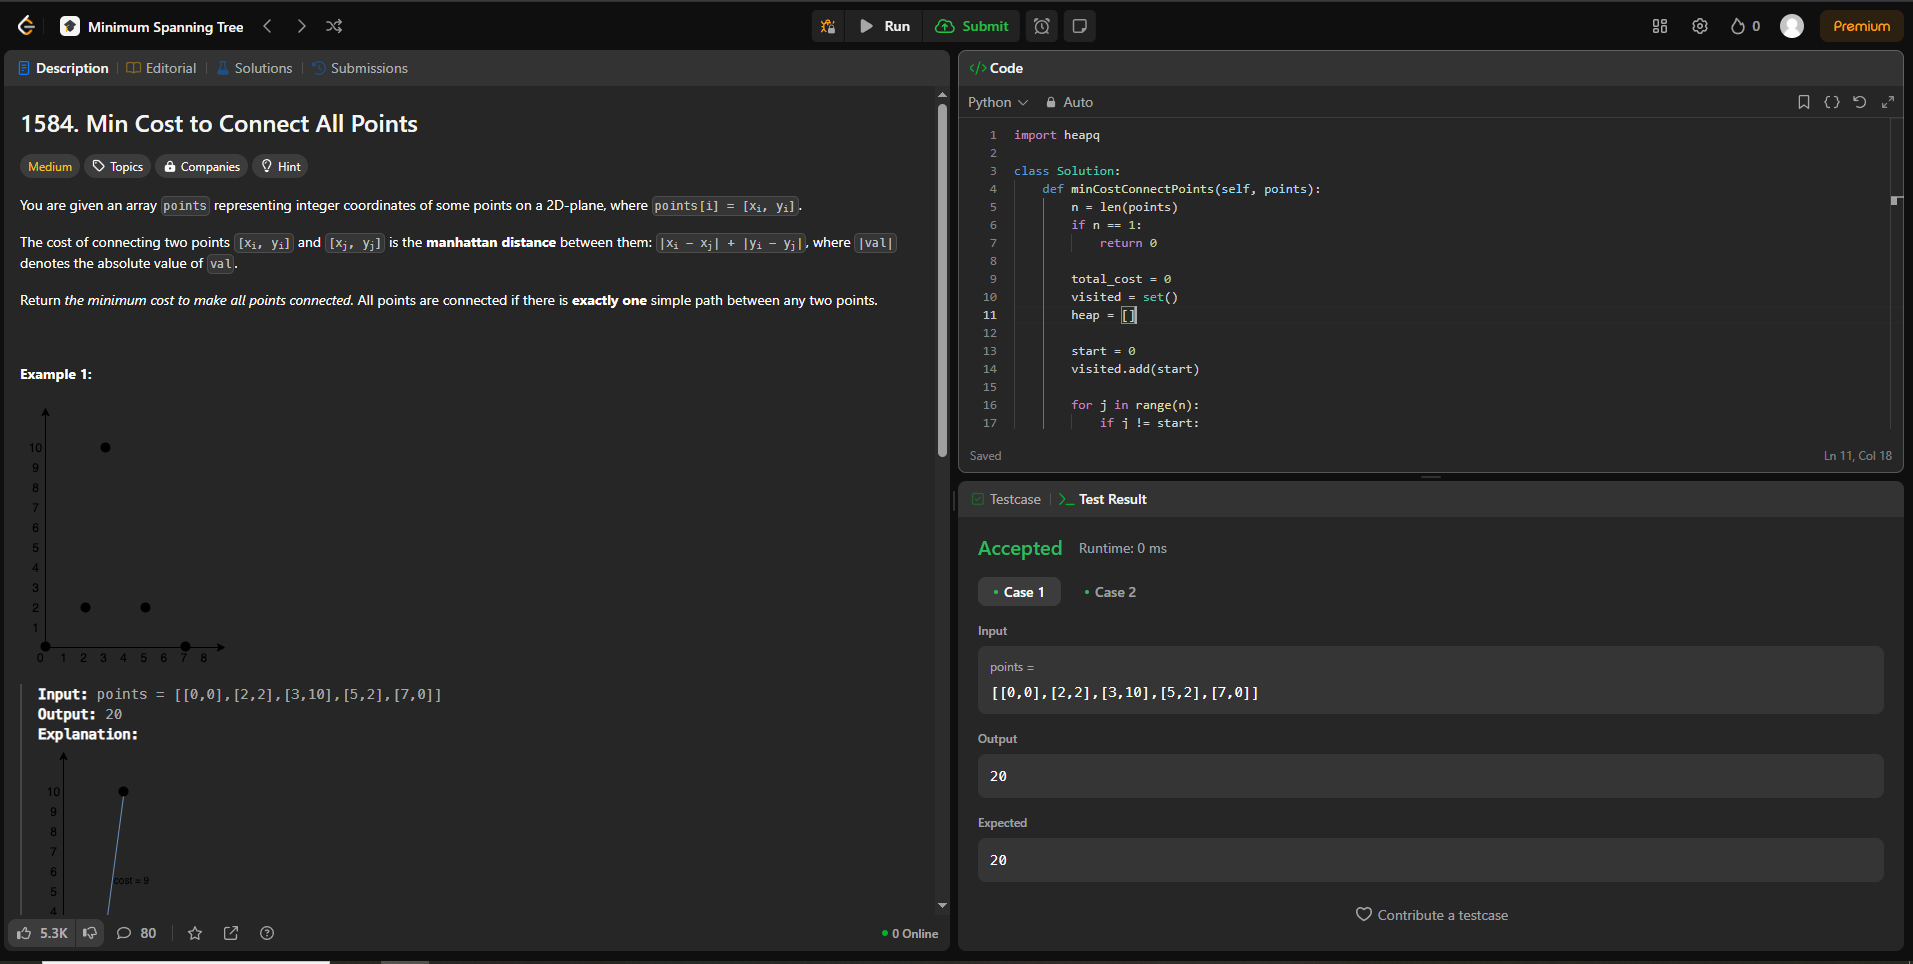 Minimum Spanning Tree
Run
Submit
0
Premium
Description
Editorial
Solutions
Submissions
1584. Min Cost to Connect All Points
Medium
Topics
Companies
Hint
You are given an array points representing integer coordinates of some points on a 2D-plane, where points[i] = [xi, yi].
The cost of connecting two points [xi, yi] and [xj, yj] is the manhattan distance between them: |xi - xj| + |yi - yj|, where |val|
denotes the absolute value of val.
Return the minimum cost to make all points connected. All points are connected if there is exactly one simple path between any two points.
Example 1:
10
9
8
7
6
5
4
3
2
1
0 1 2 3 4 5 6 7 8
Input: points = [[0,0],[2,2],[3,10],[5,2],[7,0]]
Output: 20
Explanation:
10
9
8
7
6
cost = 9
5
4
5.3K
80
0 Online
</> Code
Python
Auto
1 import heapq
2
3 class Solution:
4 def minCostConnectPoints(self, points):
5 n = len(points)
6 if n == 1:
7 return 0
8
9 total_cost = 0
10 visited = set()
11 heap = []
12
13 start = 0
14 visited.add(start)
15
16 for j in range(n):
17 if j != start:
Saved
Ln 11, Col 18
Testcase
>_ Test Result
Accepted
Runtime: 0 ms
Case 1
Case 2
Input
points =
[[0,0],[2,2],[3,10],[5,2],[7,0]]
Output
20
Expected
20
Contribute a testcase